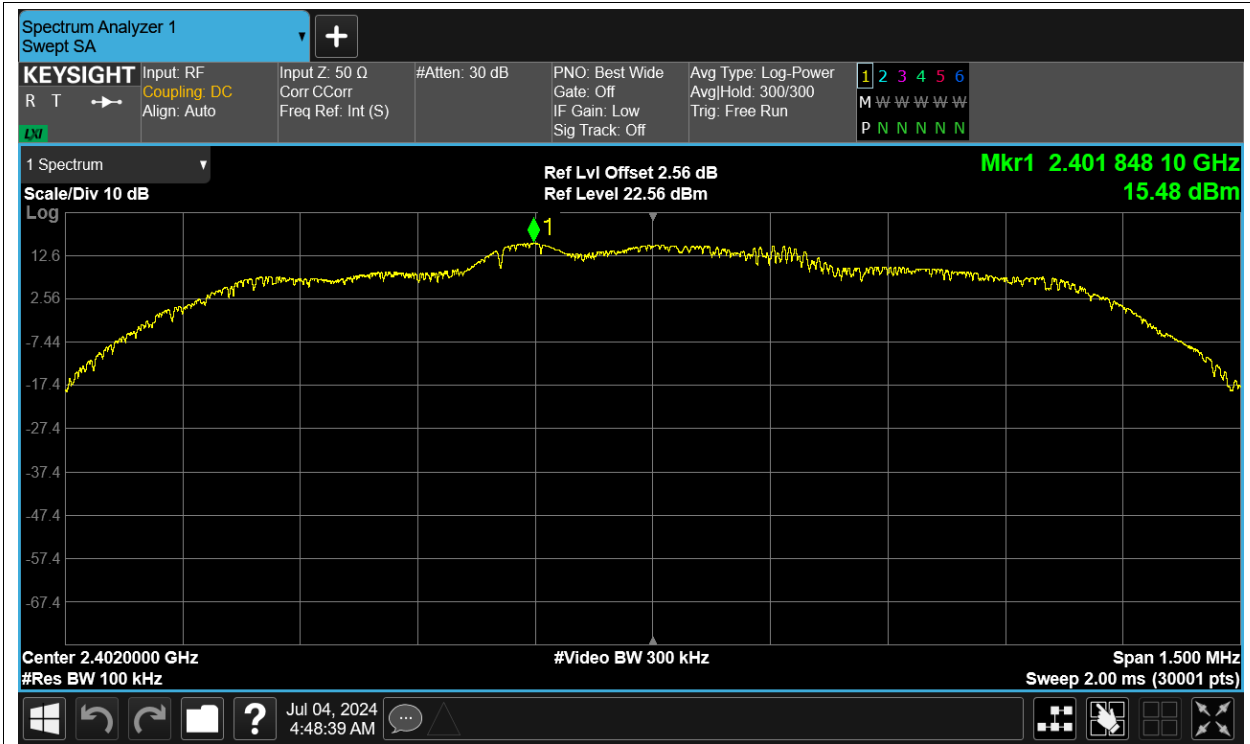 Spectrum Analyzer 1
Swept SA
KEYSIGHT
R T
LXI
Input: RF
Coupling: DC
Align: Auto
Input Z: 50 Ω
Corr CCorr
Freq Ref: Int (S)
#Atten: 30 dB
PNO: Best Wide
Gate: Off
IF Gain: Low
Sig Track: Off
Avg Type: Log-Power
Avg|Hold: 300/300
Trig: Free Run
1 2 3 4 5 6
M W W W W W
P N N N N N
1 Spectrum
Scale/Div 10 dB
Log
Ref Lvl Offset 2.56 dB
Ref Level 22.56 dBm
Mkr1 2.401 848 10 GHz
15.48 dBm
1
12.6
2.56
-7.44
-17.4
-27.4
-37.4
-47.4
-57.4
-67.4
Center 2.4020000 GHz
#Res BW 100 kHz
#Video BW 300 kHz
Span 1.500 MHz
Sweep 2.00 ms (30001 pts)
?
Jul 04, 2024
4:48:39 AM